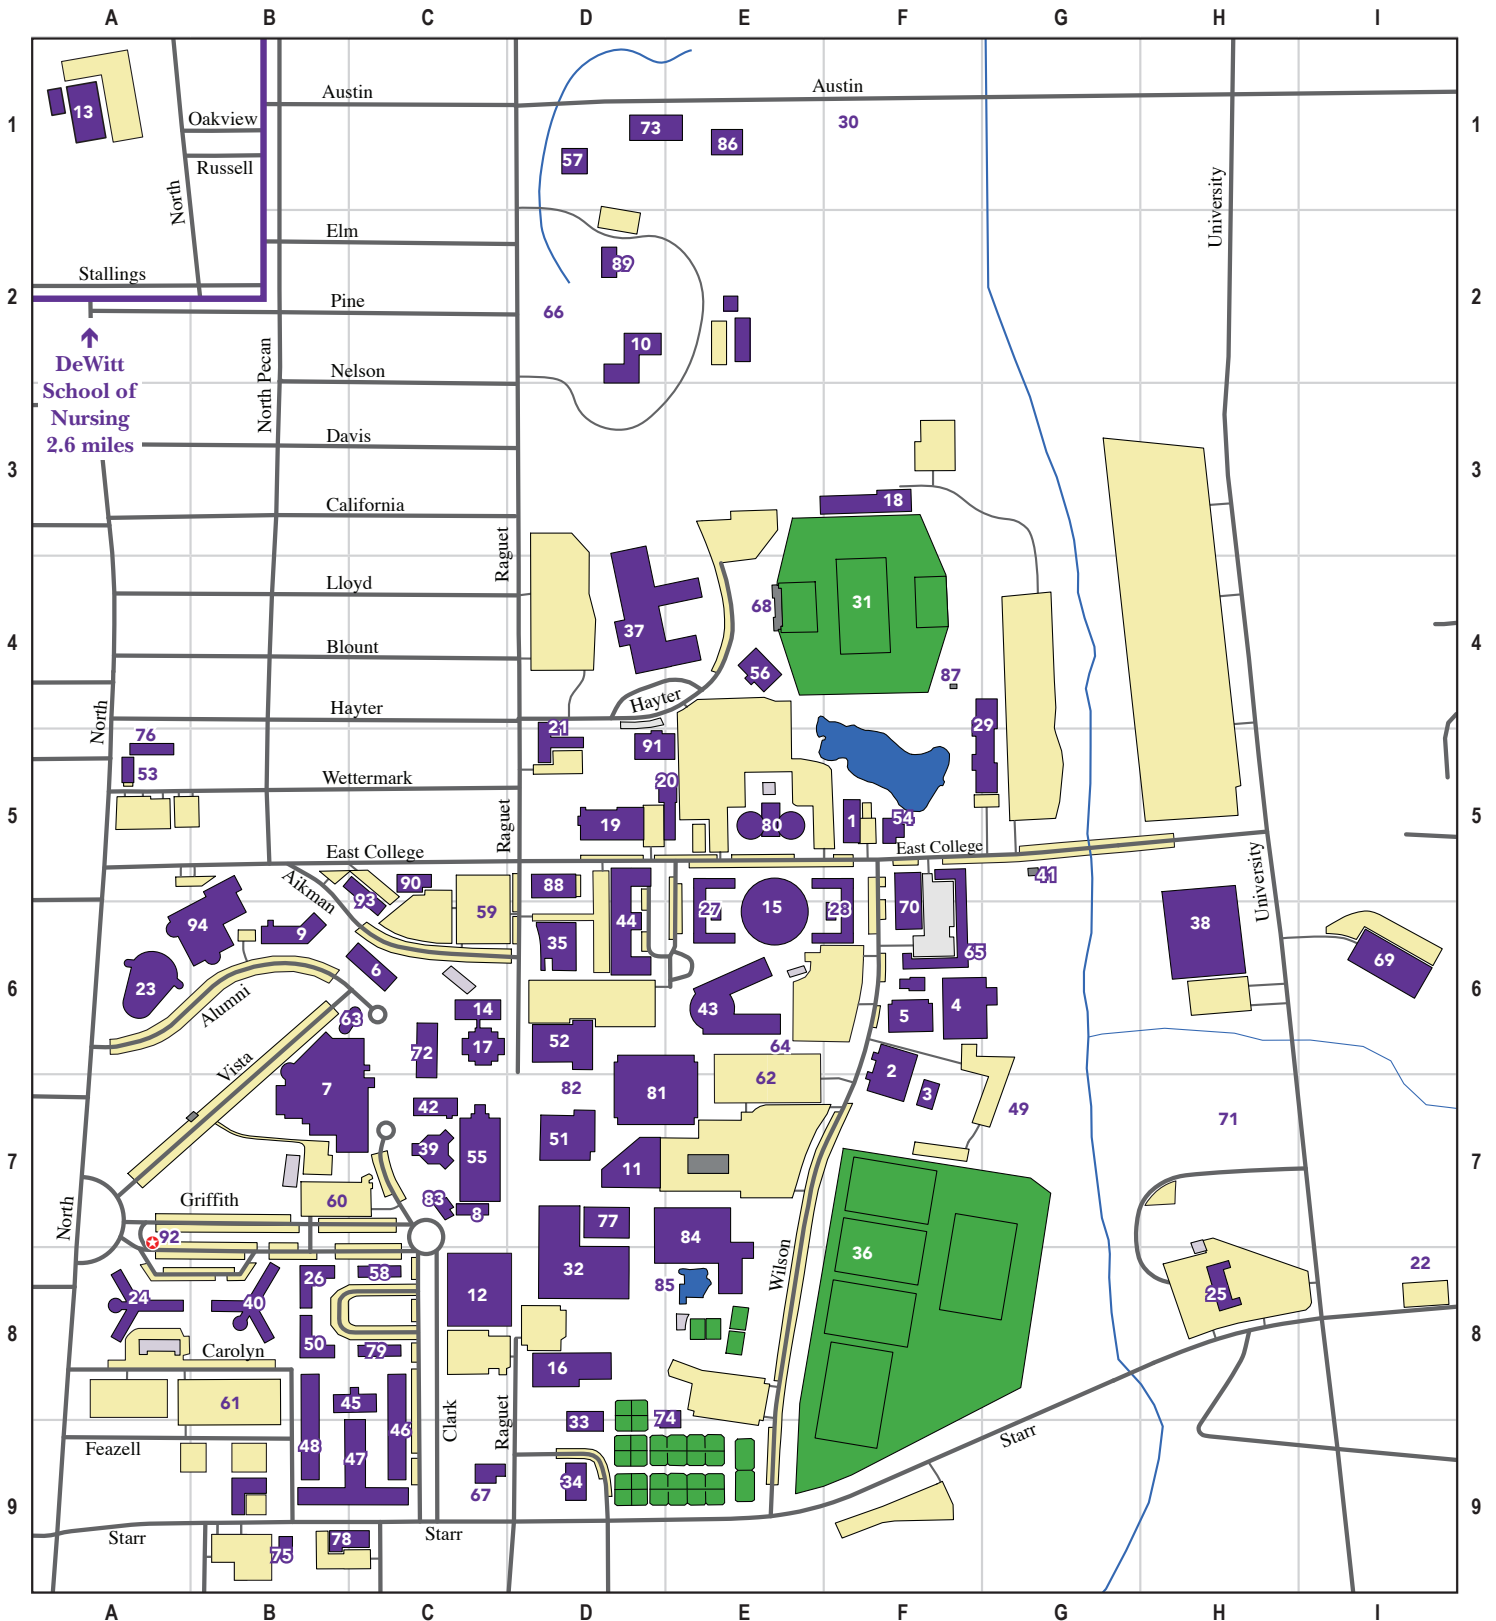 A B C D E F G H I
Austin
Austin
1
13
Oakview
73
30
86
1
57
Russell
North
University
Elm
89
Stallings
2
Pine
66
2
10
DeWitt
School of
Nursing
2.6 miles
North Pecan
Nelson
Davis
3
3
California
18
Raguet
Lloyd
68
31
37
4
4
Blount
56
87
Hayter
Hayter
North
76
21
29
91
53
Wettermark
20
5
Raguet
19
80
1
54
5
East College
East College
Aikman
90
93
59
88
41
University
94
9
44
27
15
28
70
38
35
65
69
6
23
6
Alumni
63
14
43
5
4
6
72
17
52
64
Vista
7
82
81
62
2
3
49
42
71
39
55
51
11
7
7
North
Griffith
60
83
8
77
92
84
36
32
Wilson
22
26
58
85
24
40
12
25
8
50
79
8
Carolyn
16
61
45
Clark
Raguet
33
74
46
Feazell
48
47
Starr
67
34
9
9
Starr
78
Starr
75
A B C D E F G H I